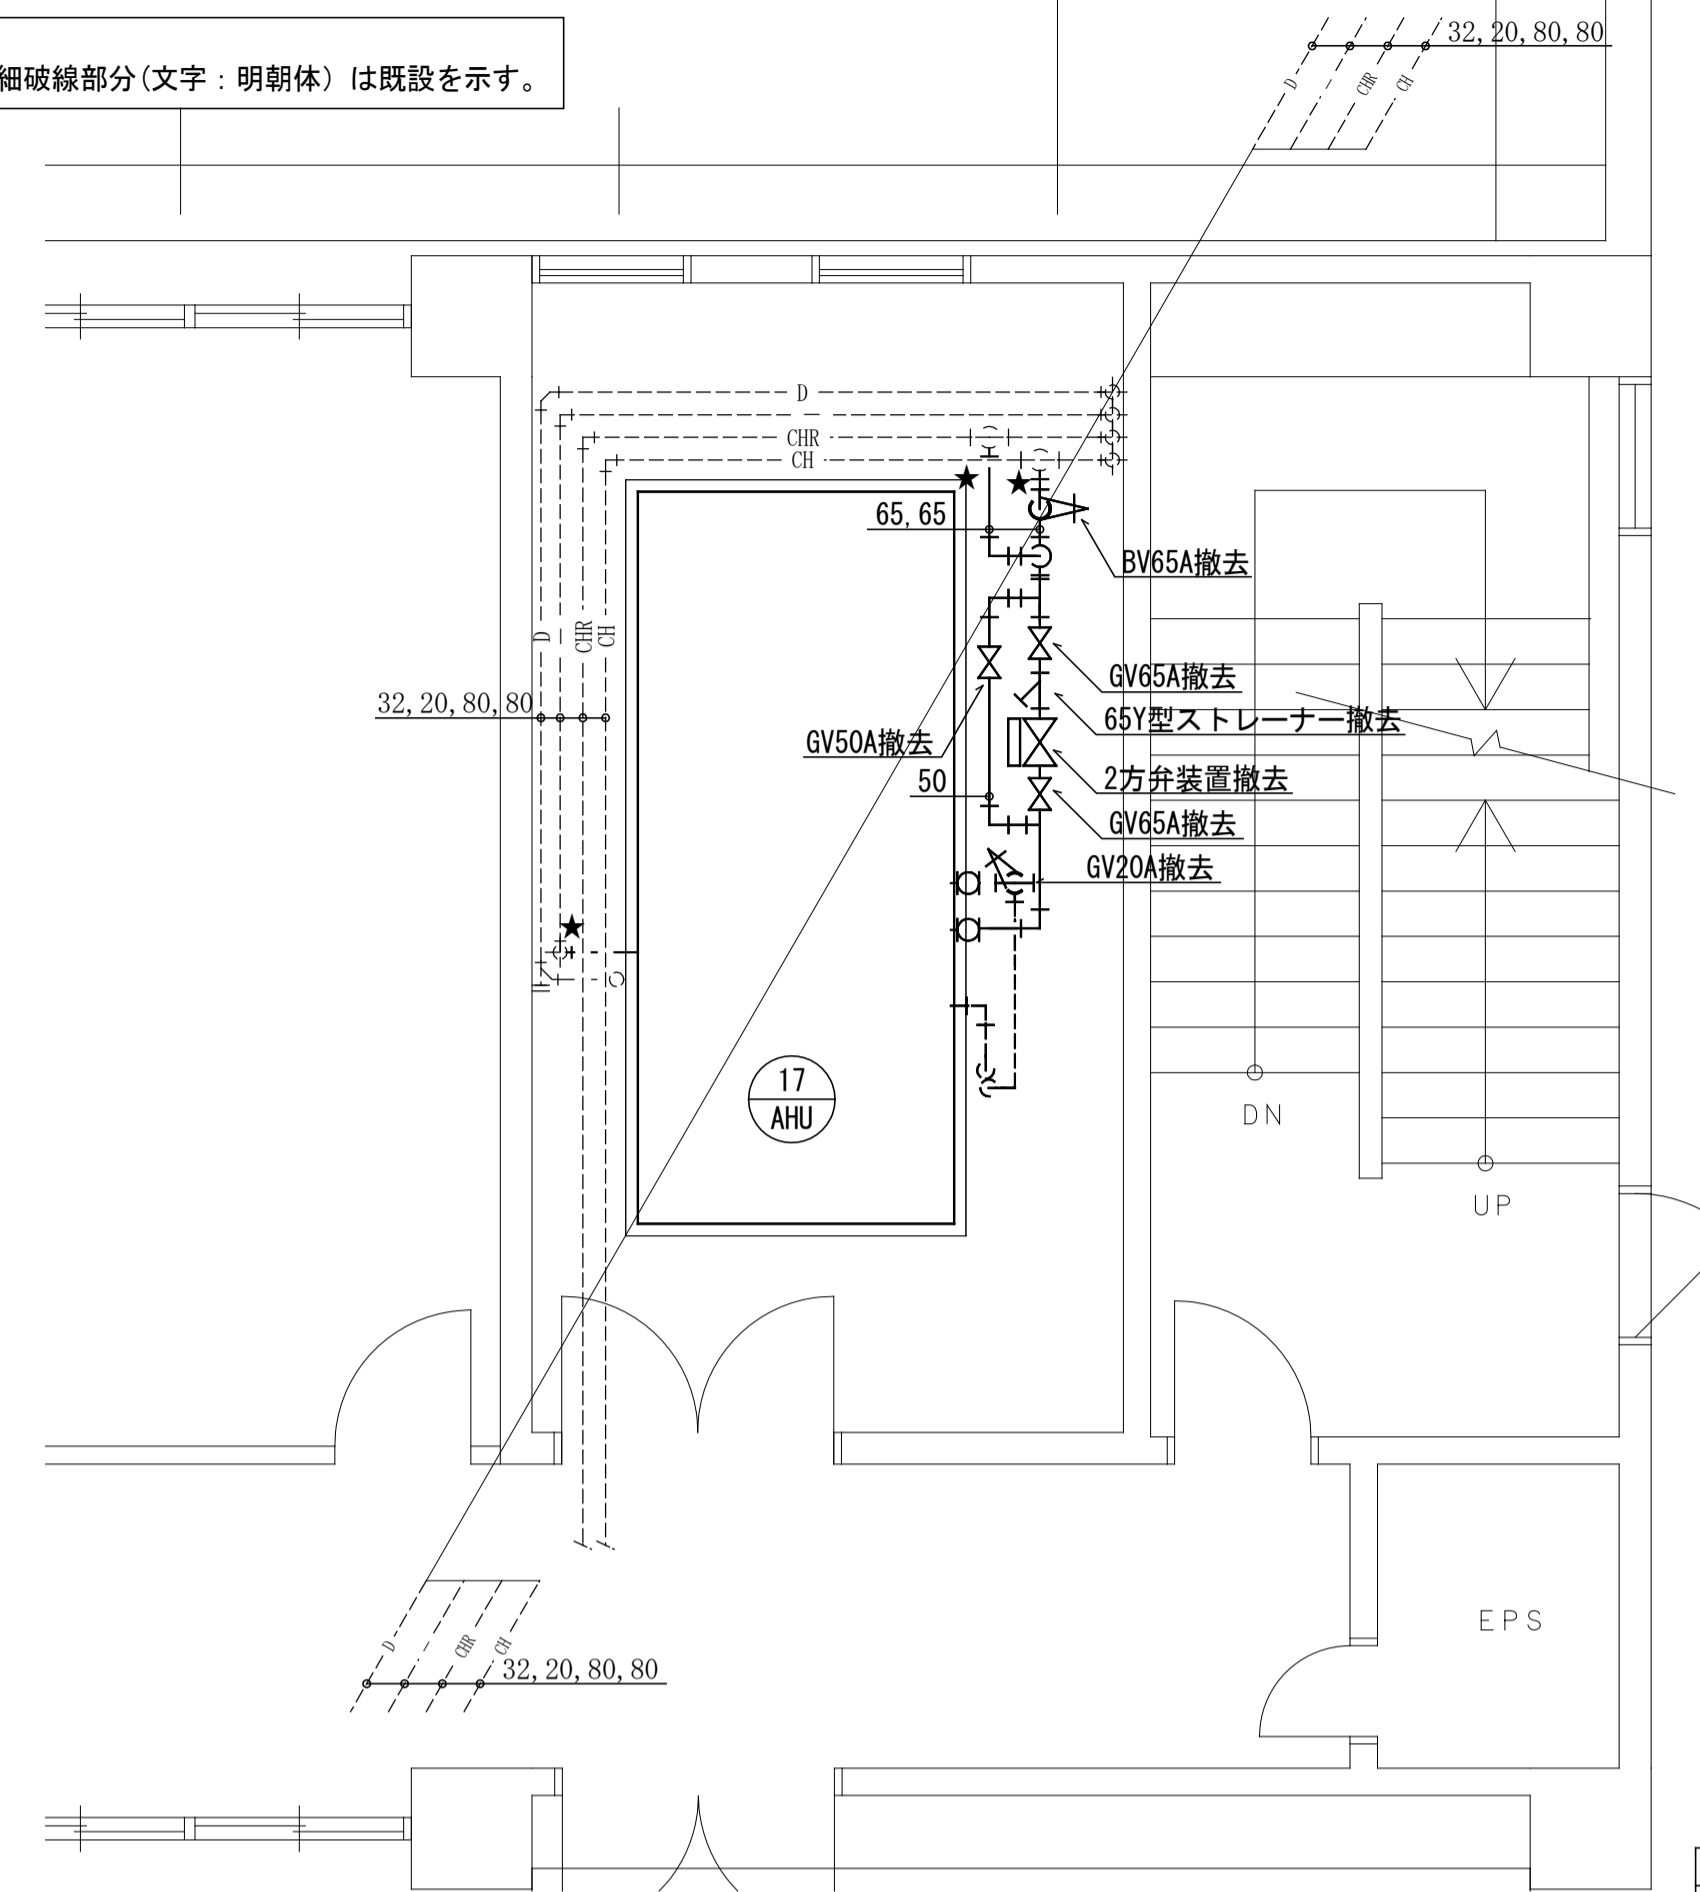 細破線部分(文字：明朝体) は既設を示す。
32,20,80,80
D
CHR
CH
D
CHR
CH
65,65
BV65A撤去
D
CHR
CH
GV65A撤去
32,20,80,80
65Y型ストレーナー撤去
GV50A撤去
2方弁装置撤去
50
GV65A撤去
GV20A撤去
17
AHU
DN
UP
EPS
D
CHR
CH
32,20,80,80